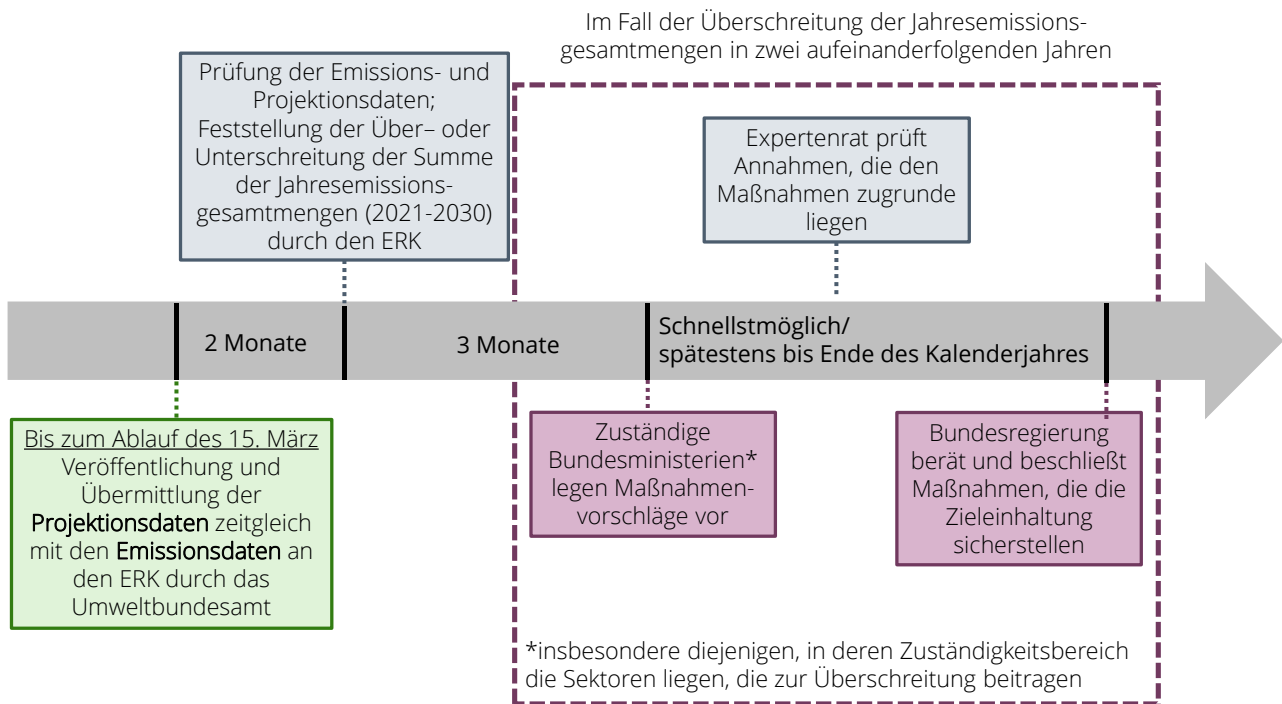 Im Fall der Überschreitung der Jahresemissions-
gesamtmengen in zwei aufeinanderfolgenden Jahren
Prüfung der Emissions- und
Projektionsdaten;
Feststellung der Über– oder
Unterschreitung der Summe
der Jahresemissions-
gesamtmengen (2021-2030)
durch den ERK
Expertenrat prüft
Annahmen, die den
Maßnahmen zugrunde
liegen
2 Monate
3 Monate
Schnellstmöglich/
spätestens bis Ende des Kalenderjahres
Bis zum Ablauf des 15. März
Veröffentlichung und
Übermittlung der
Projektionsdaten zeitgleich
mit den Emissionsdaten an
den ERK durch das
Umweltbundesamt
Zuständige
Bundesministerien*
legen Maßnahmen-
vorschläge vor
Bundesregierung
berät und beschließt
Maßnahmen, die die
Zieleinhaltung
sicherstellen
*insbesondere diejenigen, in deren Zuständigkeitsbereich
die Sektoren liegen, die zur Überschreitung beitragen